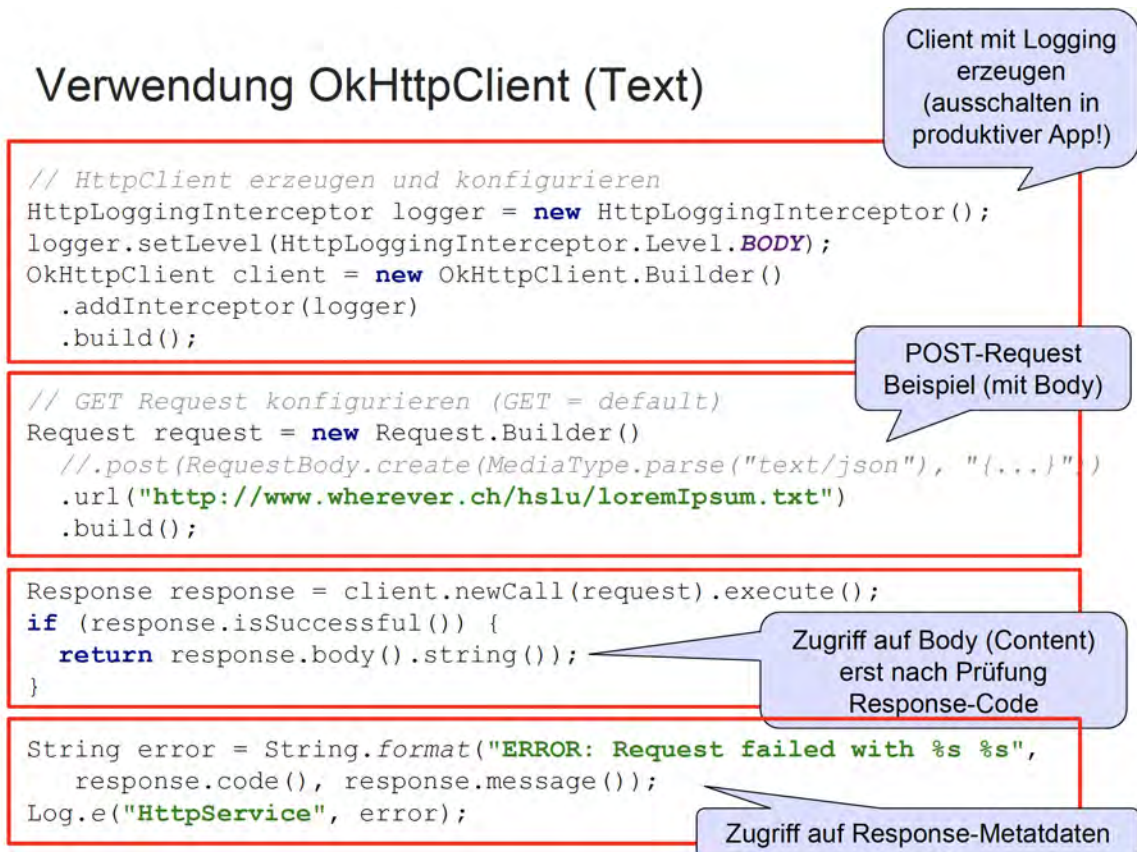 Verwendung OkHttpClient (Text)
Client mit Logging
erzeugen
(ausschalten in
produktiver App!)
// HttpClient erzeugen und konfigurieren
HttpLoggingInterceptor logger = new HttpLoggingInterceptor();
logger.setLevel(HttpLoggingInterceptor.Level.BODY);
OkHttpClient client = new OkHttpClient.Builder()
.addInterceptor(logger)
.build();
POST-Request
Beispiel (mit Body)
// GET Request konfigurieren (GET = default)
Request request = new Request.Builder()
//.post(RequestBody.create(MediaType.parse("text/json"), "{...}"))
.url("http://www.wherever.ch/hslu/loremIpsum.txt")
.build();
Response response = client.newCall(request).execute();
if (response.isSuccessful()) {
return response.body().string());
}
Zugriff auf Body (Content)
erst nach Prüfung
Response-Code
String error = String.format("ERROR: Request failed with %s %s",
response.code(), response.message());
Log.e("HttpService", error);
Zugriff auf Response-Metatdaten